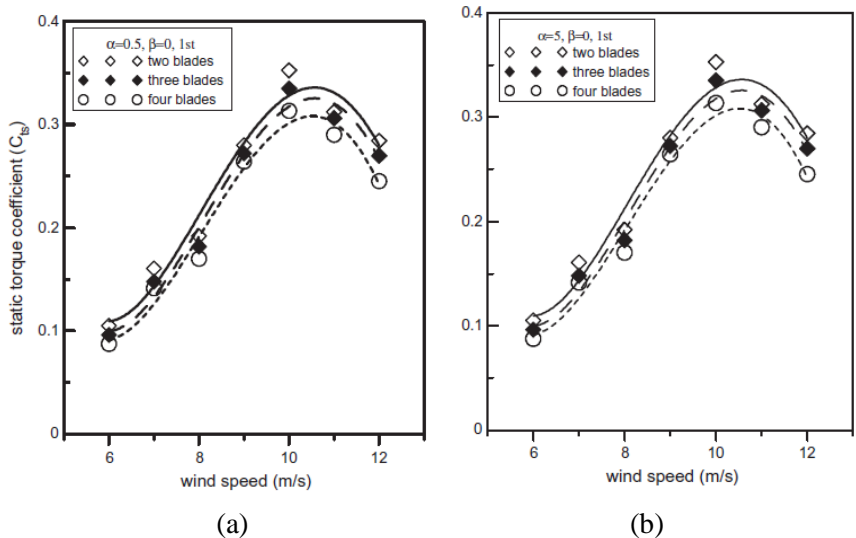 0.4
α=0.5, β=0, 1st
two blades
three blades
four blades
0.3
0.2
0.1
0
static torque coefficient (Cts)
6 8 10 12
wind speed (m/s)
(a)
0.4
α=5, β=0, 1st
two blades
three blades
four blades
0.3
0.2
0.1
0
6 8 10 12
wind speed (m/s)
(b)